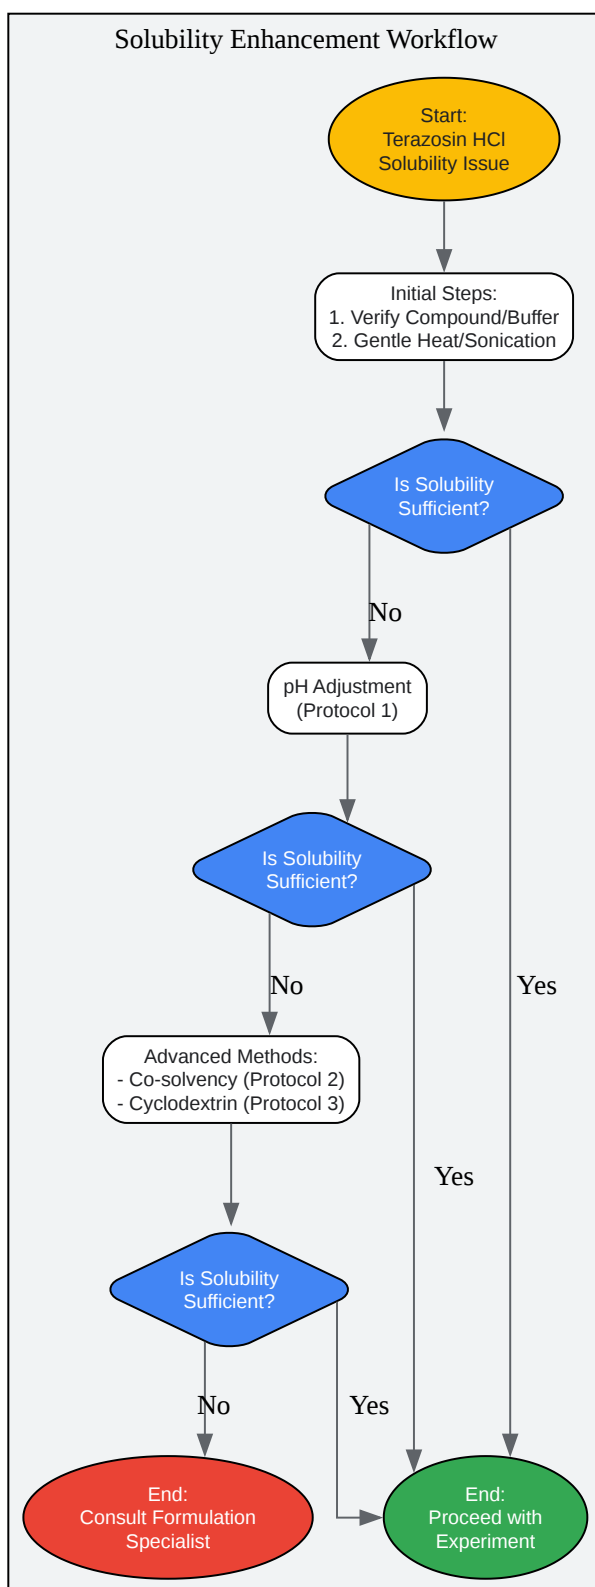 Solubility Enhancement Workflow
Start:
Terazosin HCl
Solubility Issue
Initial Steps:
1. Verify Compound/Buffer
2. Gentle Heat/Sonication
Is Solubility
Sufficient?
No
pH Adjustment
(Protocol 1)
Is Solubility
Sufficient?
No
Yes
Advanced Methods:
- Co-solvency (Protocol 2)
- Cyclodextrin (Protocol 3)
Yes
Is Solubility
Sufficient?
No
Yes
End:
Consult Formulation
Specialist
End:
Proceed with
Experiment